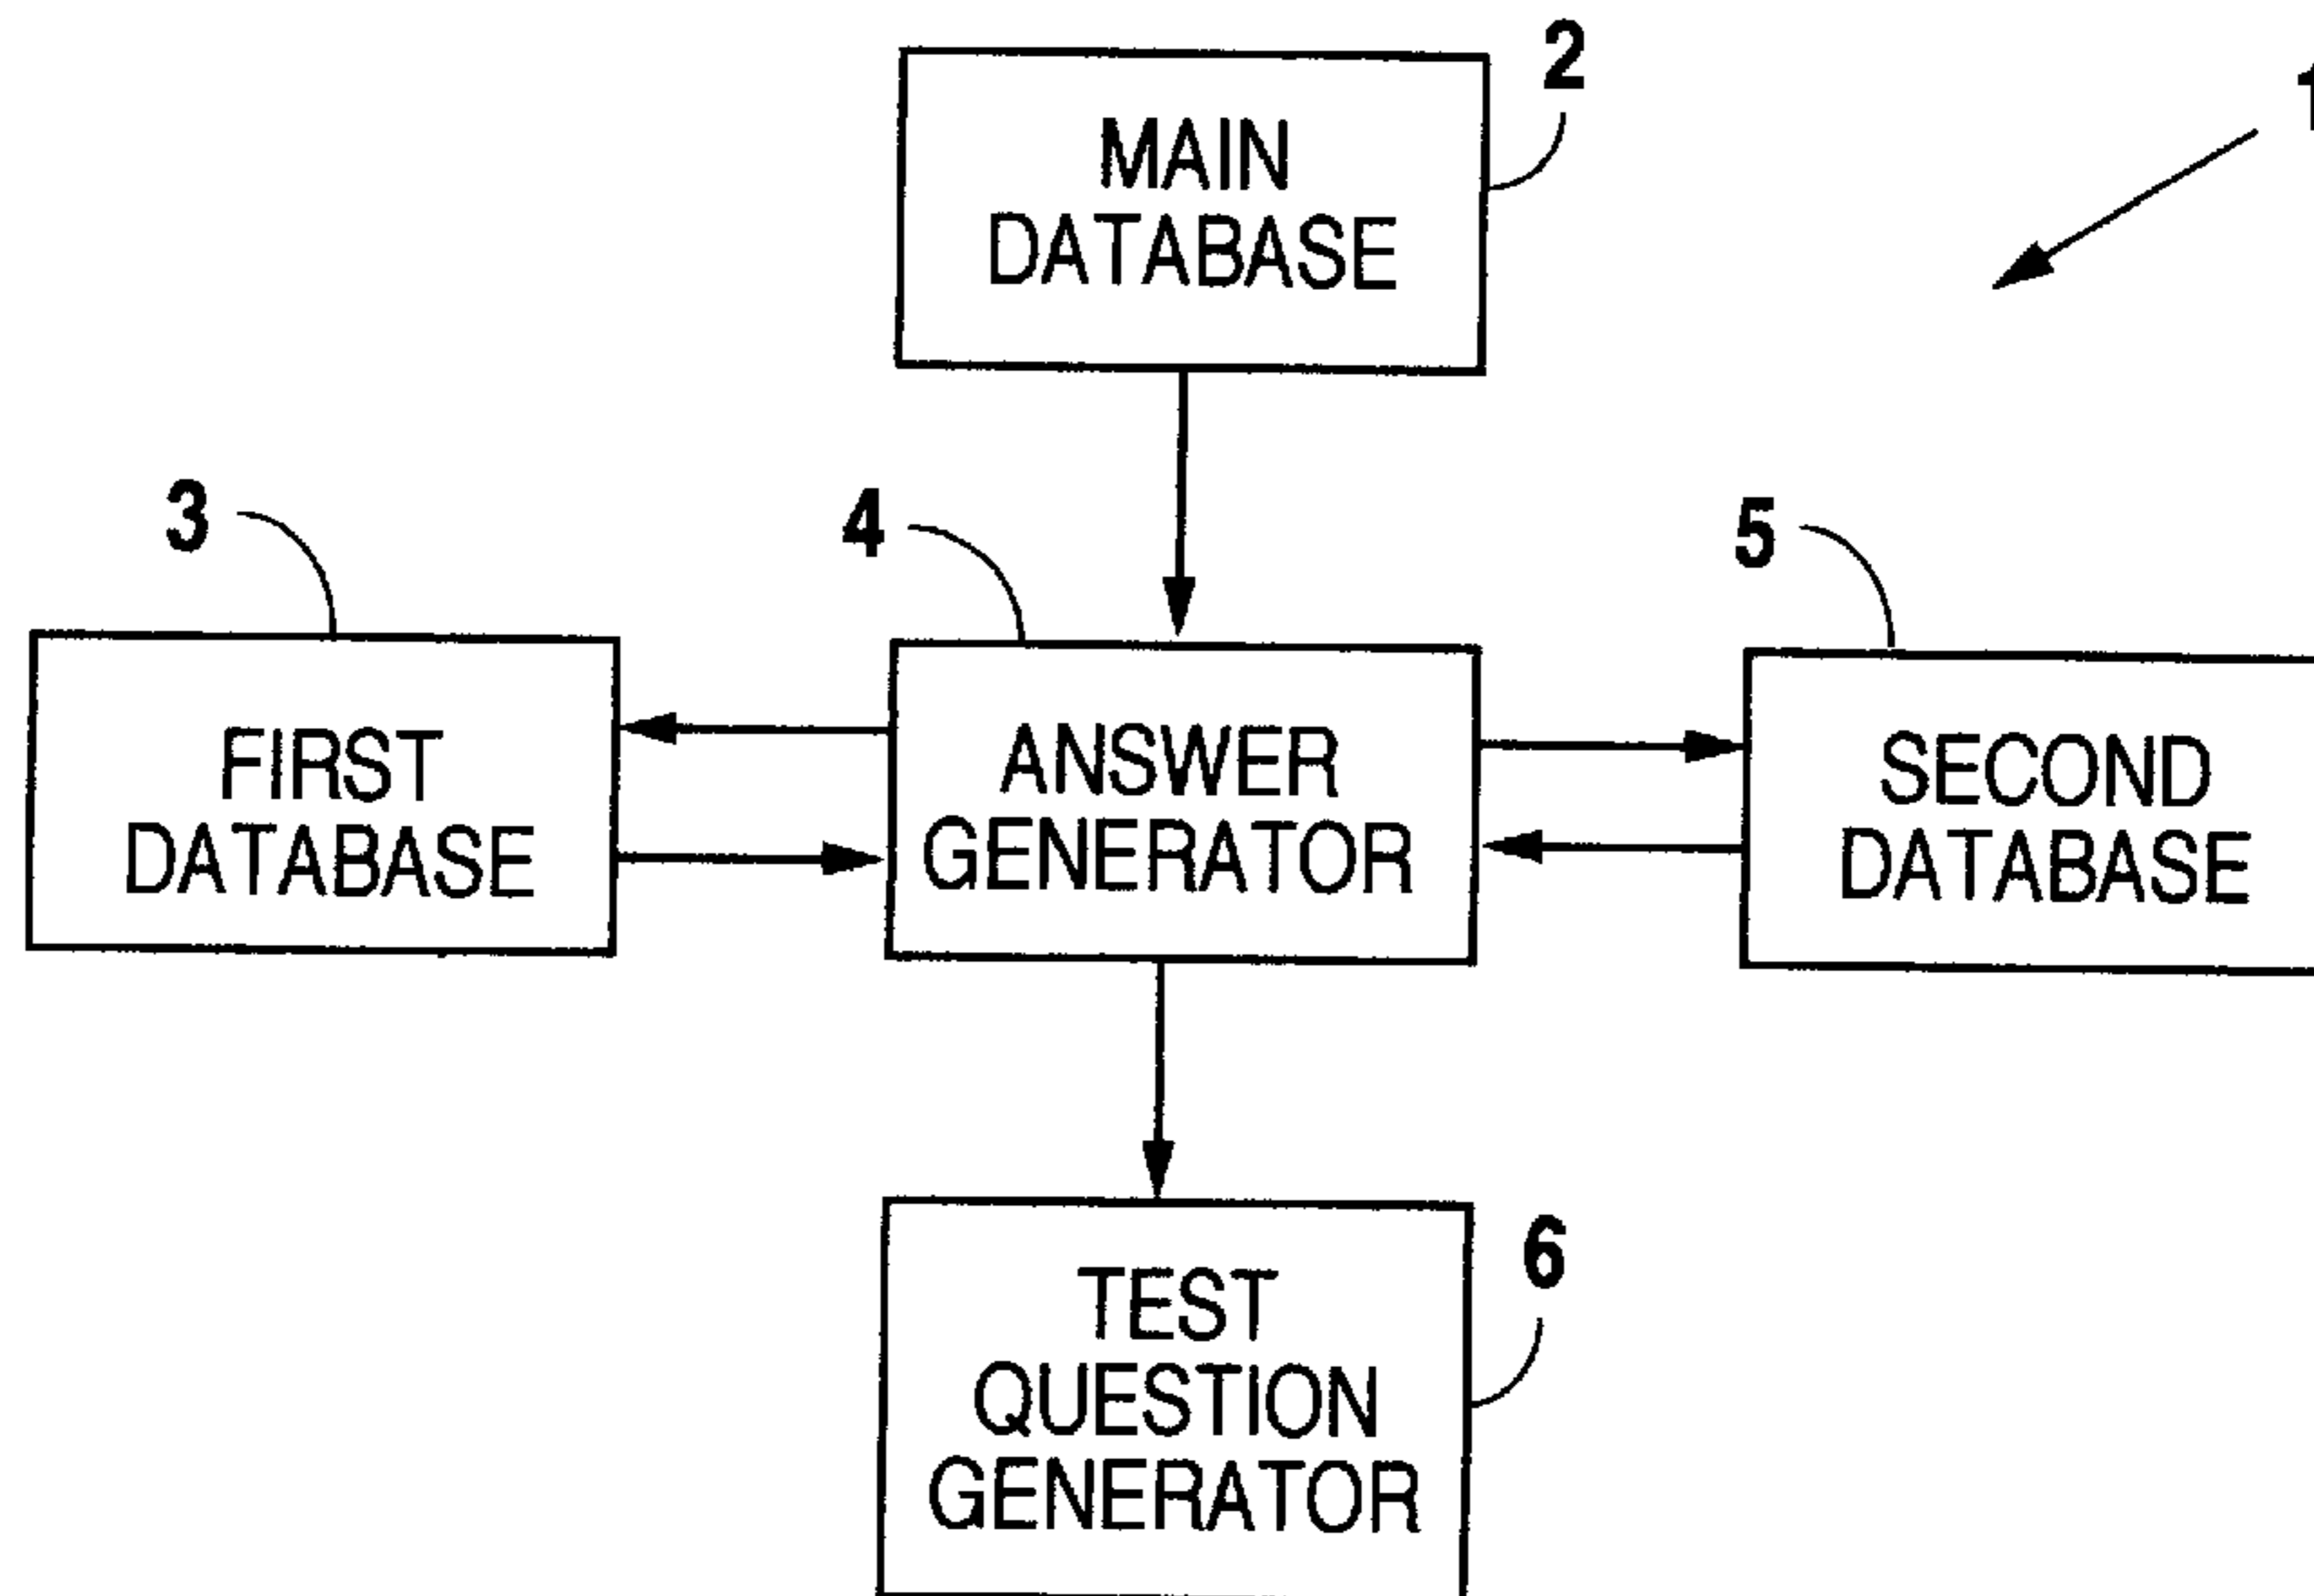 2
1
MAIN
DATABASE
3
4
5
FIRST
DATABASE
ANSWER
GENERATOR
SECOND
DATABASE
6
TEST
QUESTION
GENERATOR